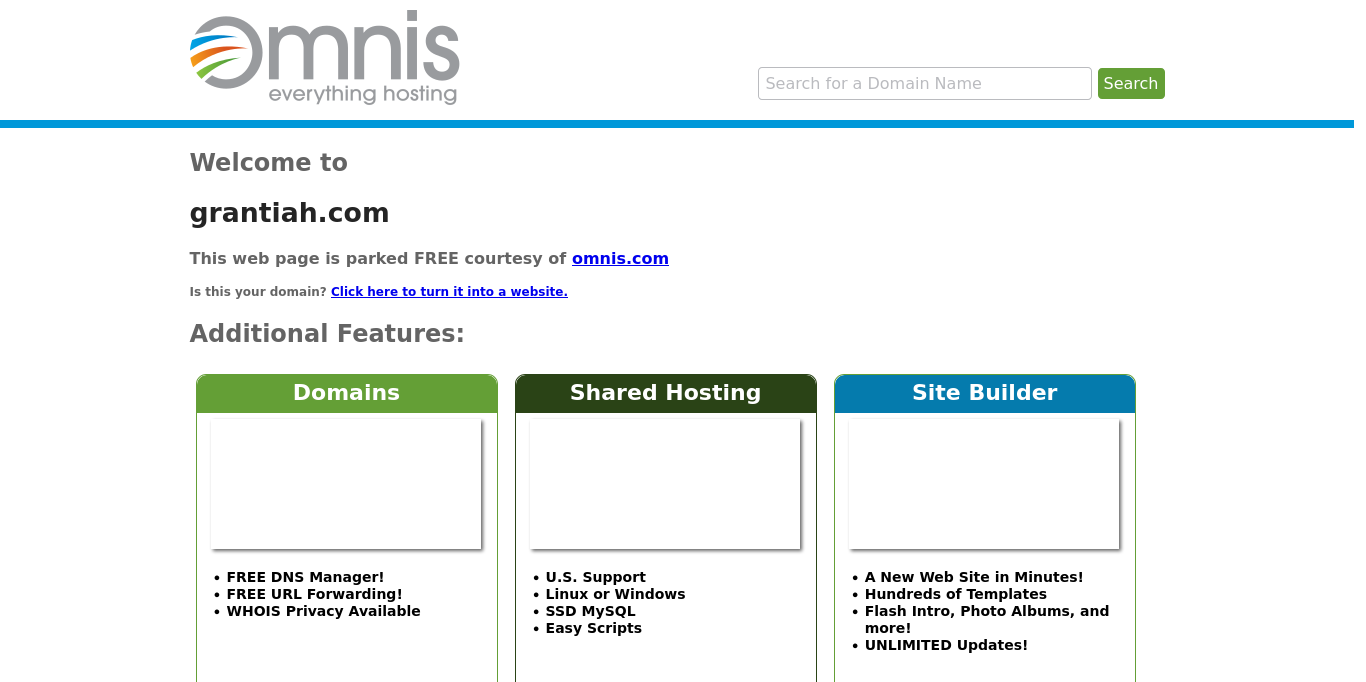 Omnis
everything hosting
Search for a Domain Name
Search
Welcome to
grantiah.com
This web page is parked FREE courtesy of omnis.com
Is this your domain? Click here to turn it into a website.
Additional Features:
Domains
• FREE DNS Manager!
• FREE URL Forwarding!
• WHOIS Privacy Available
Shared Hosting
• U.S. Support
• Linux or Windows
• SSD MySQL
• Easy Scripts
Site Builder
• A New Web Site in Minutes!
• Hundreds of Templates
• Flash Intro, Photo Albums, and
more!
• UNLIMITED Updates!